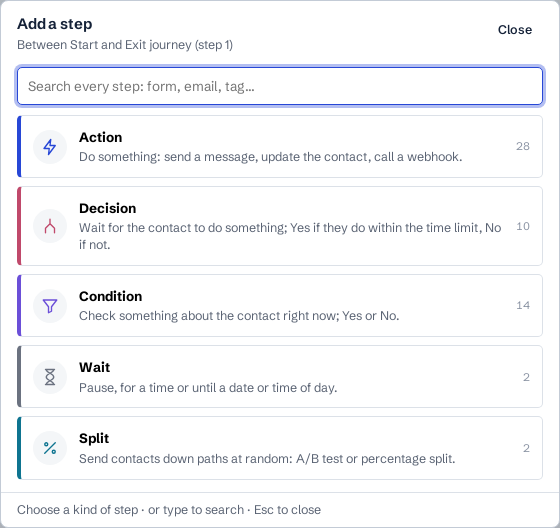 Add a step
Close
Between Start and Exit journey (step 1)
Search every step: form, email, tag...
Action
Do something: send a message, update the contact, call a webhook.
28
Decision
Wait for the contact to do something; Yes if they do within the time limit, No
if not.
10
Condition
Check something about the contact right now; Yes or No.
14
Wait
Pause, for a time or until a date or time of day.
2
Split
Send contacts down paths at random: A/B test or percentage split.
2
Choose a kind of step · or type to search · Esc to close